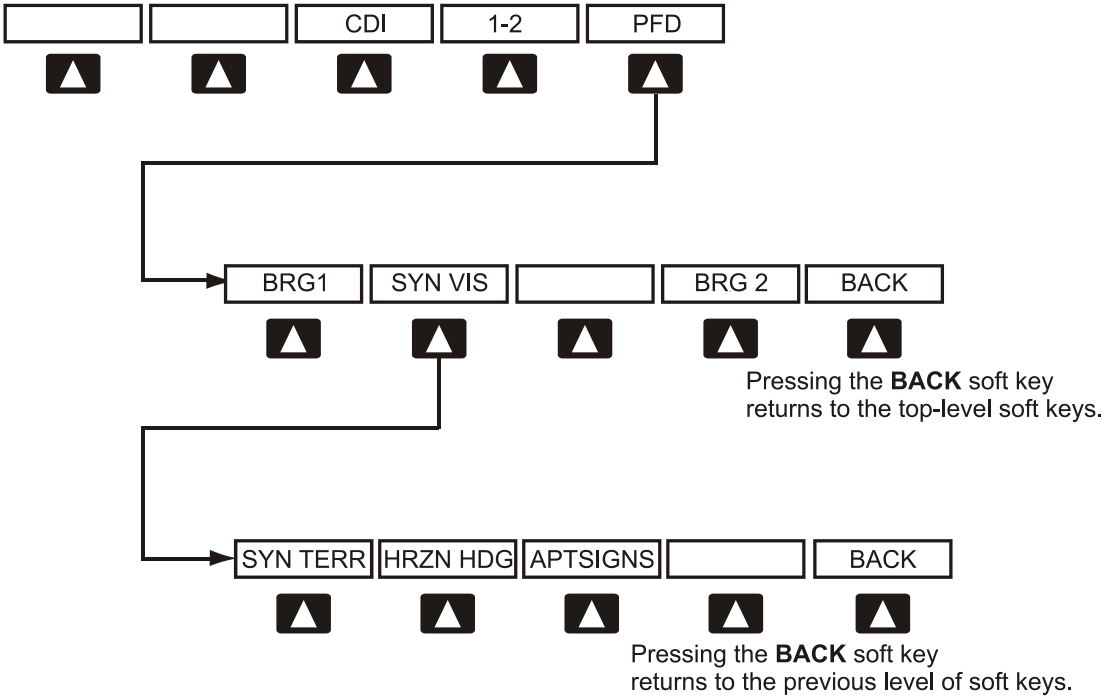 CDI 1-2 PFD
BRG1 SYN VIS BRG 2 BACK
Pressing the BACK soft key
returns to the top-level soft keys.
SYN TERR HRZN HDG APTSIGNS BACK
Pressing the BACK soft key
returns to the previous level of soft keys.